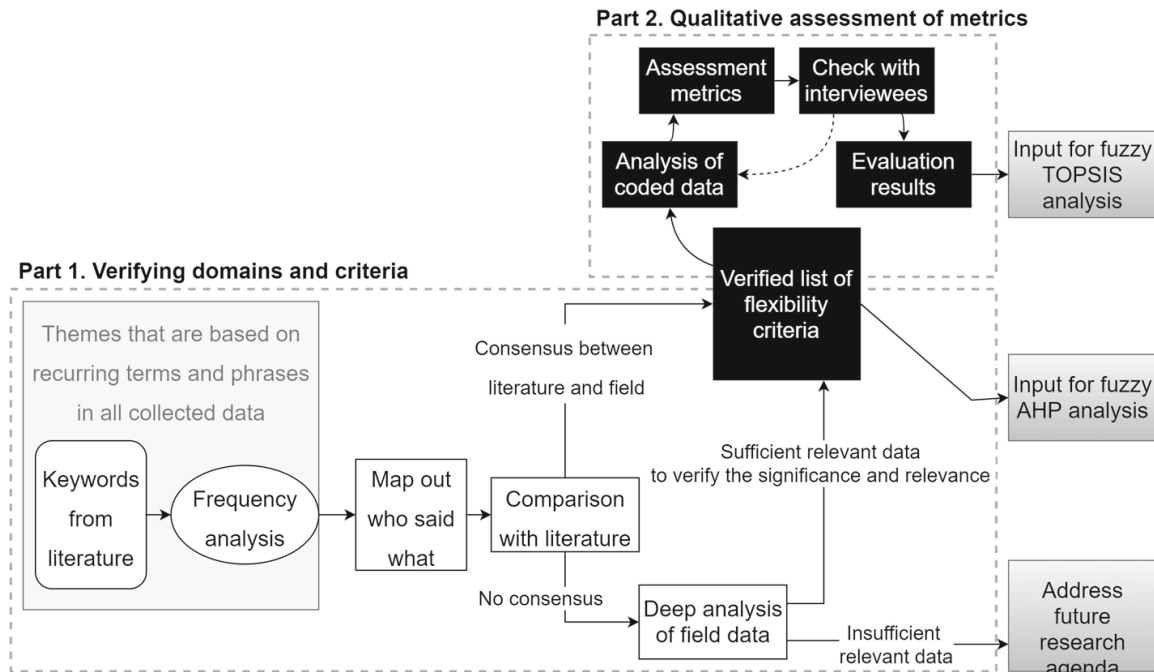 Part 2. Qualitative assessment of metrics
Assessment
metrics
Check with
interviewees
Analysis of
coded data
Evaluation
results
Input for fuzzy
TOPSIS
analysis
Part 1. Verifying domains and criteria
Verified list of
flexibility
criteria
Themes that are based on
recurring terms and phrases
in all collected data
Consensus between
literature and field
Input for fuzzy
AHP analysis
Keywords
from
literature
Frequency
analysis
Map out
who said
what
Comparison
with literature
Sufficient relevant data
to verify the significance and relevance
No consensus
Deep analysis
of field data
Insufficient
relevant data
Address
future
research
agenda